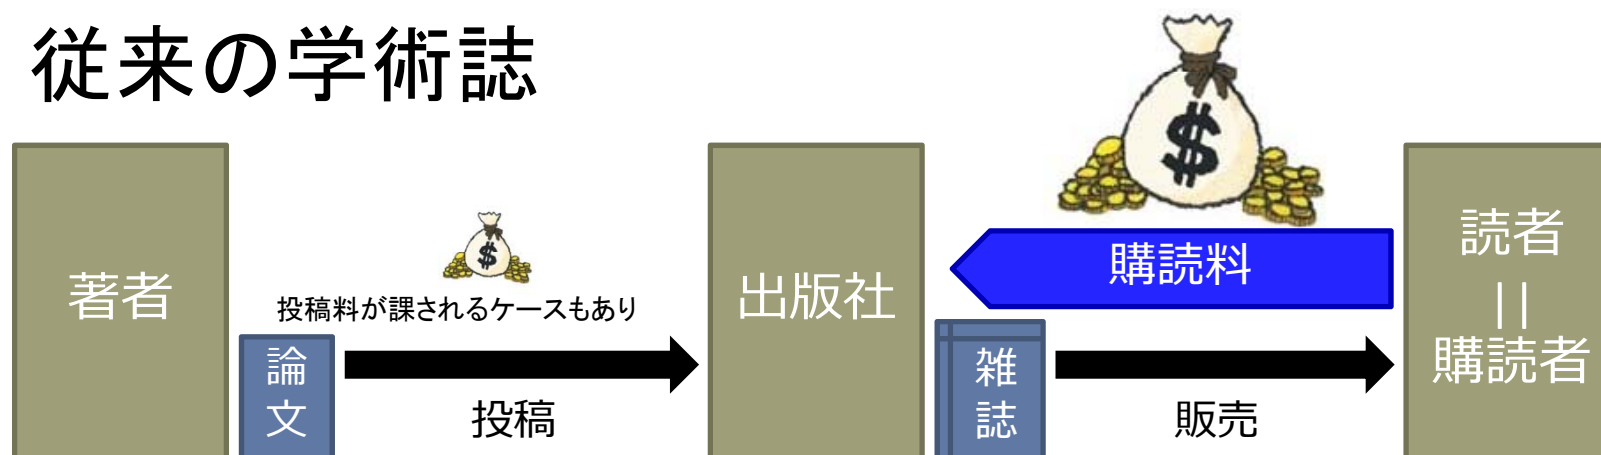 従来の学術誌
著者
$
投稿料が課されるケースもあり
論文
投稿
出版社
$
購読料
雑誌
販売
読者
||
購読者